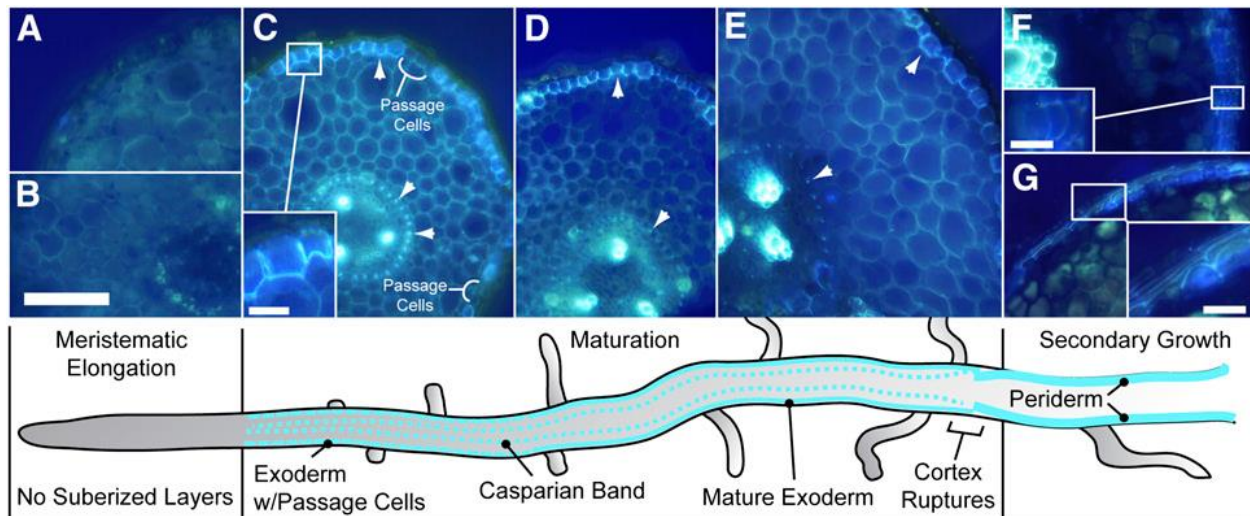 A
B
C
Passage
Cells
Passage
Cells
D
E
F
G
Meristematic
Elongation
Maturation
Secondary Growth
Periderm
No Suberized Layers
Exoderm
w/Passage Cells
Casparian Band
Mature Exoderm
Cortex
Ruptures